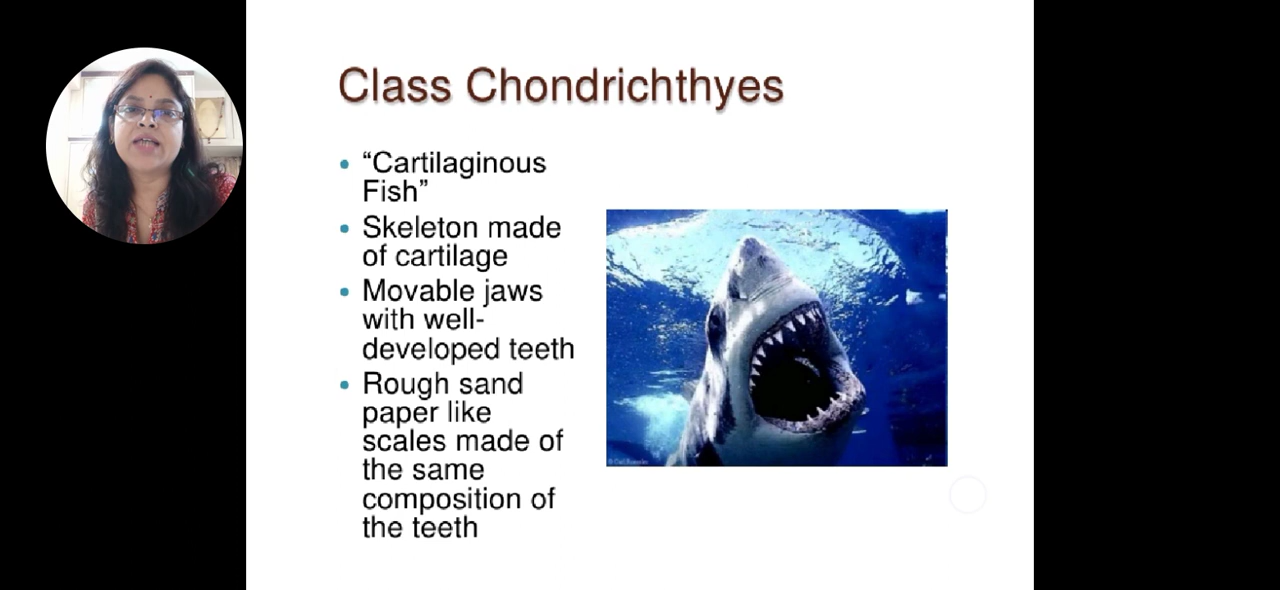 Class Chondrichthyes
• “Cartilaginous
Fish”
• Skeleton made
of cartilage
• Movable jaws
with well-
developed teeth
• Rough sand
paper like
scales made of
the same
composition of
the teeth